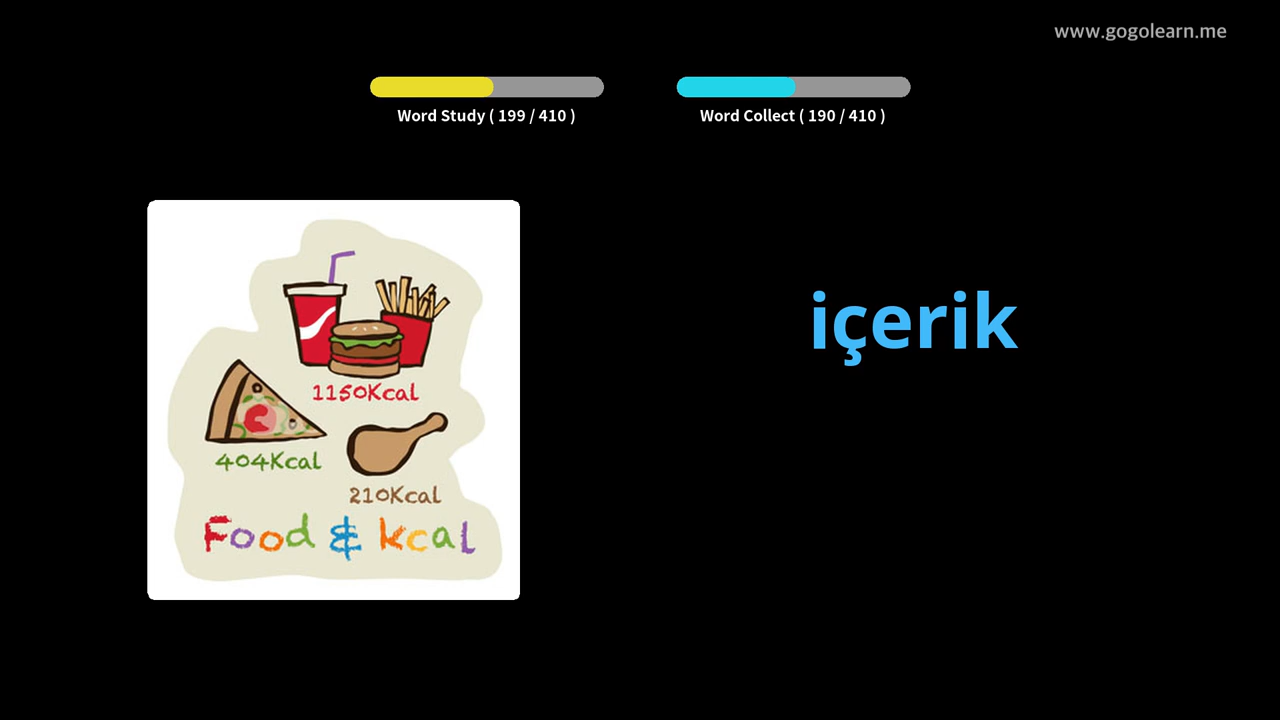 www.gogolearn.me
Word Study ( 199 / 410 )
Word Collect ( 190 / 410 )
içerik
1150Kcal
404Kcal
210Kcal
Food & kcal